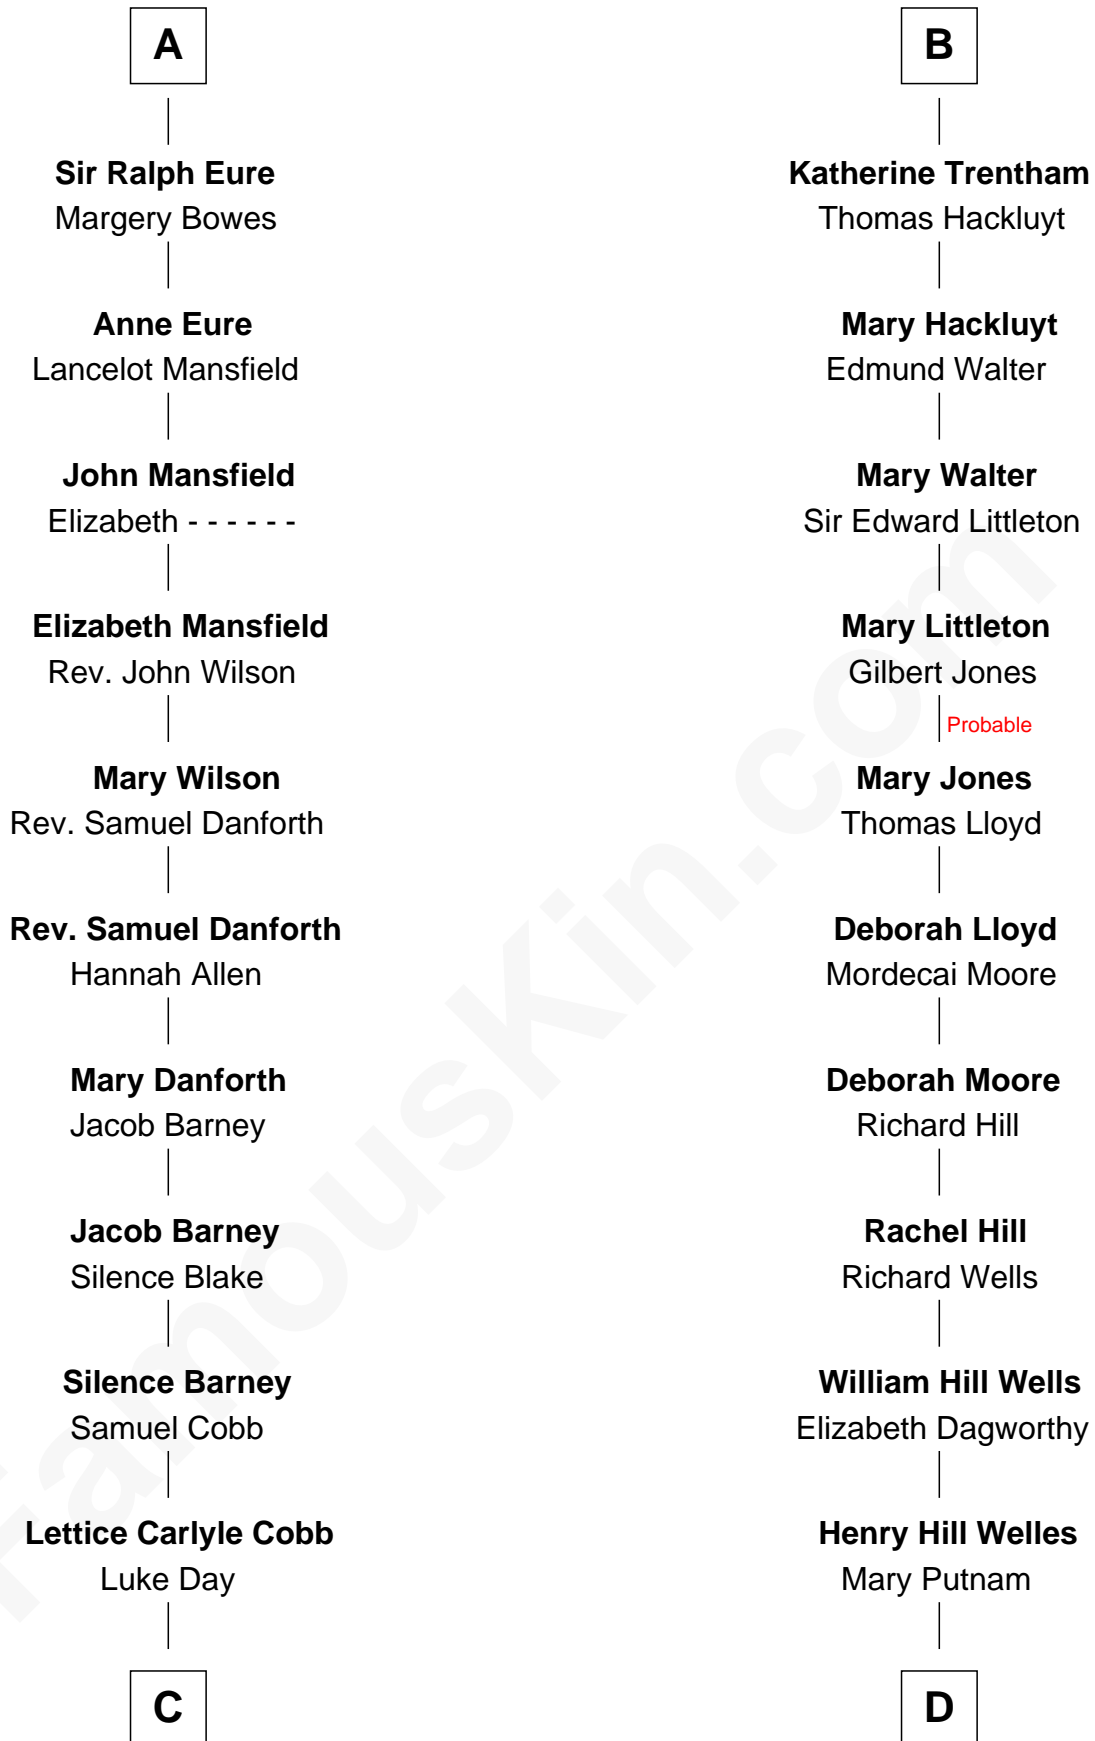 A
Sir Ralph Eure
Margery Bowes
Anne Eure
Lancelot Mansfield
John Mansfield
Elizabeth - - - - - -
Elizabeth Mansfield
Rev. John Wilson
Mary Wilson
Rev. Samuel Danforth
Rev. Samuel Danforth
Hannah Allen
Mary Danforth
Jacob Barney
Jacob Barney
Silence Blake
Silence Barney
Samuel Cobb
Lettice Carlyle Cobb
Luke Day
C
B
Katherine Trentham
Thomas Hackluyt
Mary Hackluyt
Edmund Walter
Mary Walter
Sir Edward Littleton
Mary Littleton
Gilbert Jones
Probable
Mary Jones
Thomas Lloyd
Deborah Lloyd
Mordecai Moore
Deborah Moore
Richard Hill
Rachel Hill
Richard Wells
William Hill Wells
Elizabeth Dagworthy
Henry Hill Welles
Mary Putnam
D
FamousKin.com